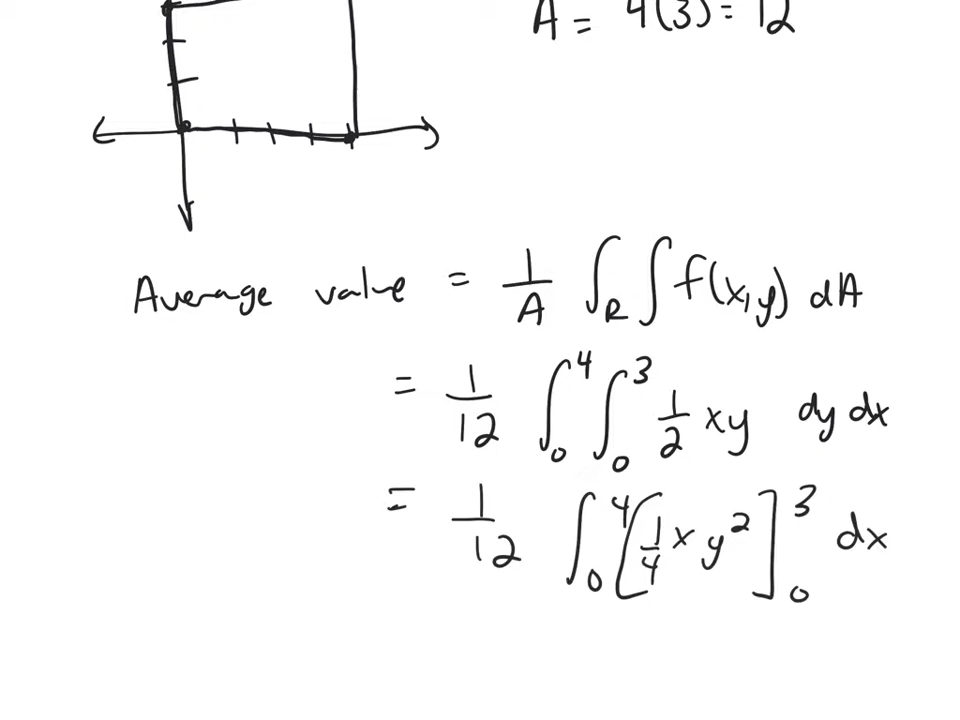 A = 4(3) = 12
Average value = 1/A ∫_R ∫ f(x,y) dA
= 1/12 ∫_0^4 ∫_0^3 1/2 xy dy dx
= 1/12 ∫_0^4 [1/4 x y^2]_0^3 dx